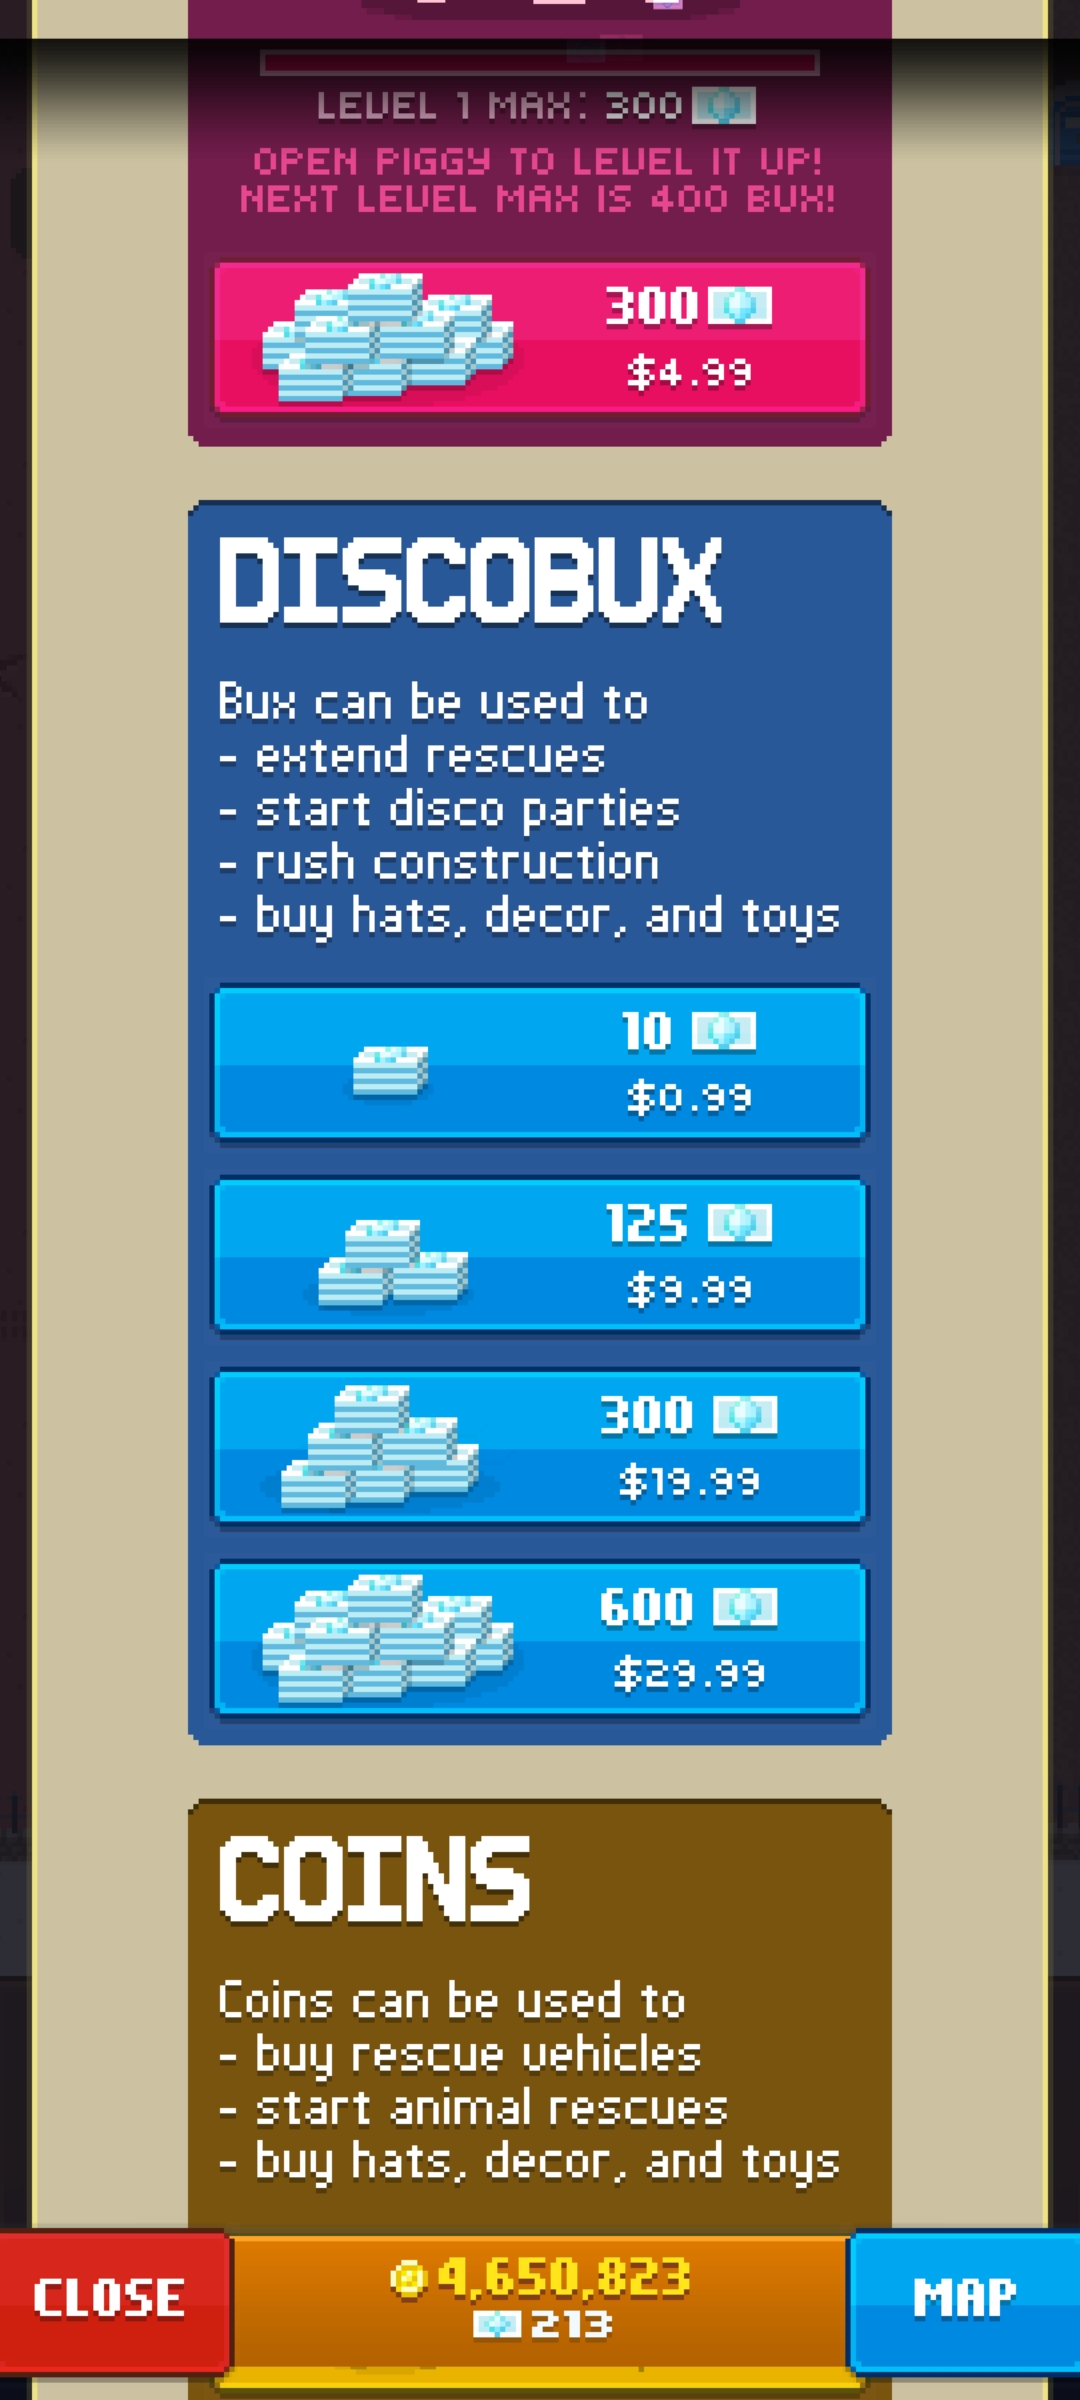 LEVEL 1 MAX: 300
OPEN PIGGY TO LEVEL IT UP!
NEXT LEVEL MAX IS 400 BUX!
300
$4.99
DISCOBUX
Bux can be used to
- extend rescues
- start disco parties
- rush construction
- buy hats, decor, and toys
10
$0.99
125
$9.99
300
$19.99
600
$29.99
COINS
Coins can be used to
- buy rescue vehicles
- start animal rescues
- buy hats, decor, and toys
CLOSE
4,650,823
213
MAP